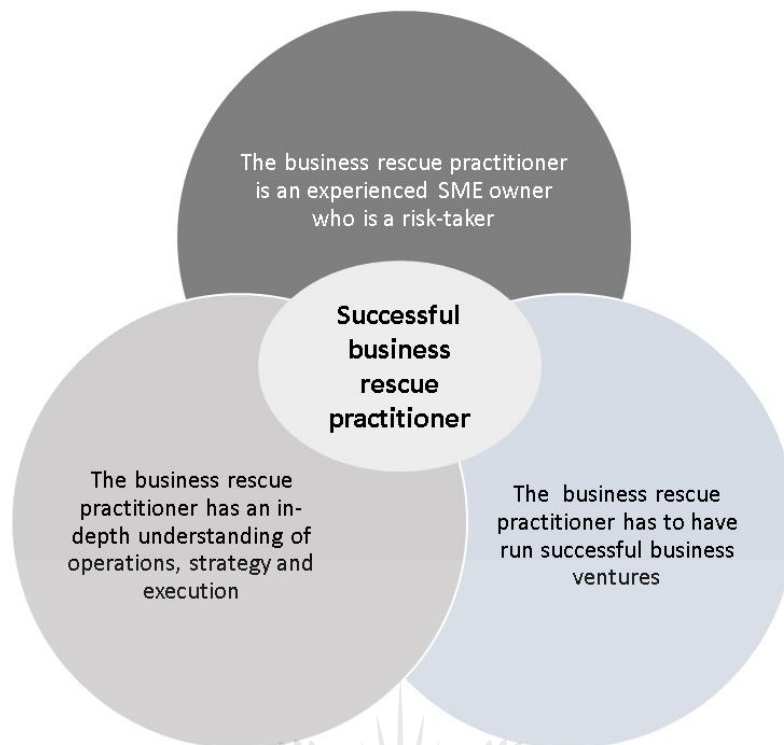 The business rescue practitioner
is an experienced SME owner
who is a risk-taker
Successful
business
rescue
practitioner
The business rescue
practitioner has an in-
depth understanding of
operations, strategy and
execution
The business rescue
practitioner has to have
run successful business
ventures